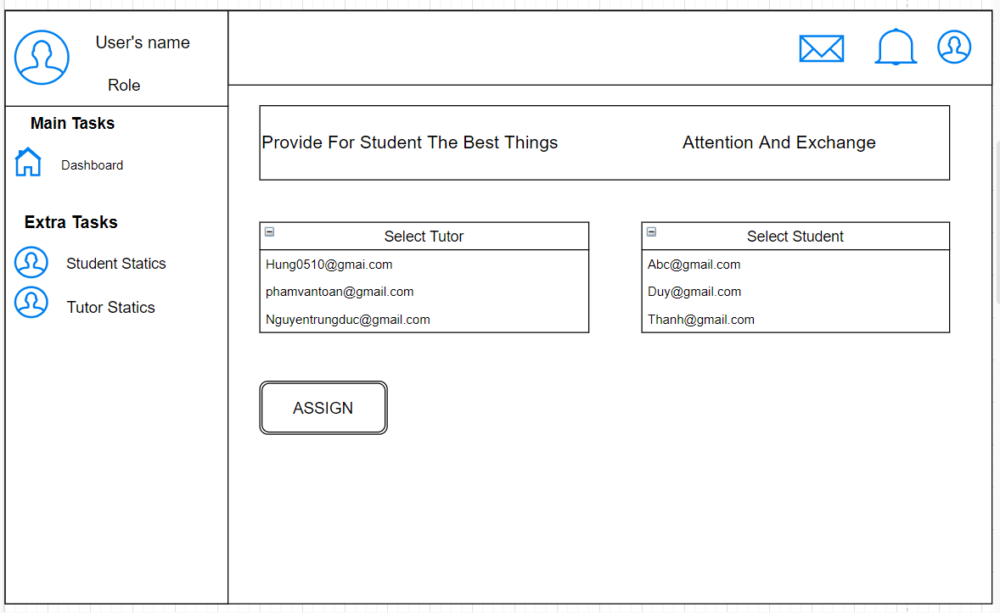 User's name
Role
Main Tasks
Dashboard
Extra Tasks
Student Statics
Tutor Statics
Provide For Student The Best Things
Attention And Exchange
Select Tutor
Hung0510@gmai.com
phamvantoan@gmail.com
Nguyentrungduc@gmail.com
Select Student
Abc@gmail.com
Duy@gmail.com
Thanh@gmail.com
ASSIGN